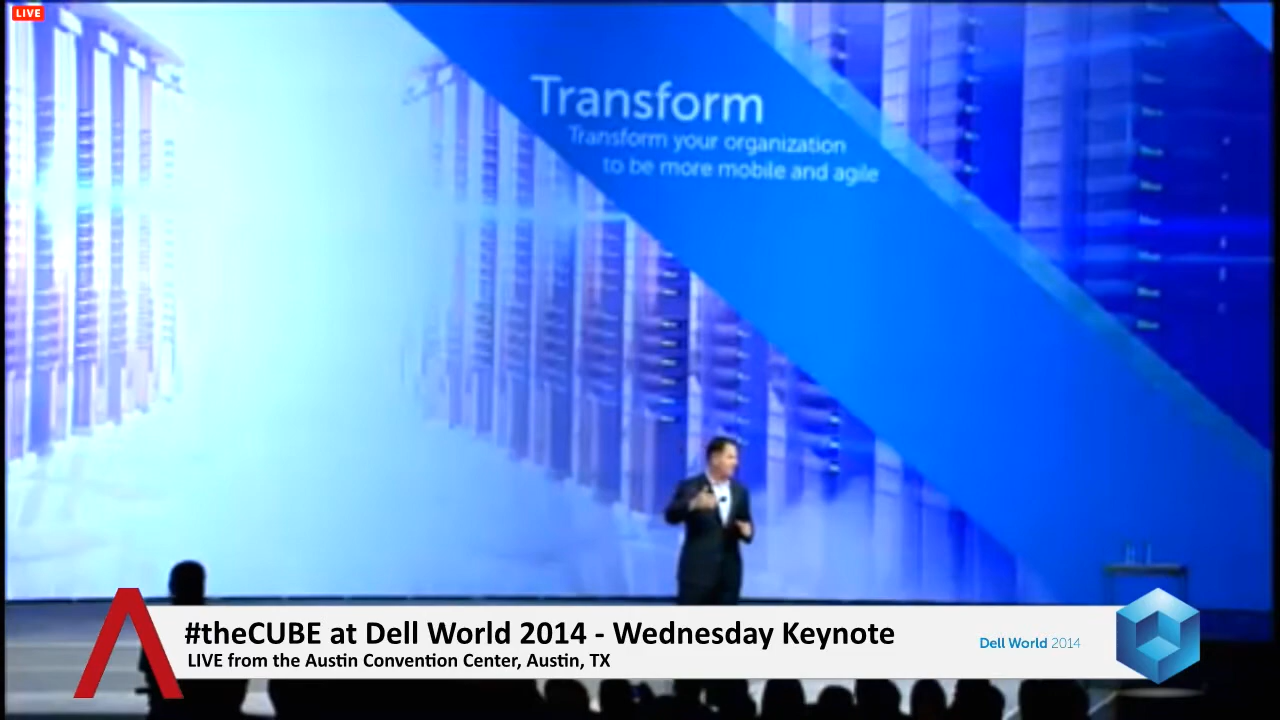 LIVE
Transform
Transform your organization
to be more mobile and agile
#theCUBE at Dell World 2014 - Wednesday Keynote
LIVE from the Austin Convention Center, Austin, TX
Dell World 2014